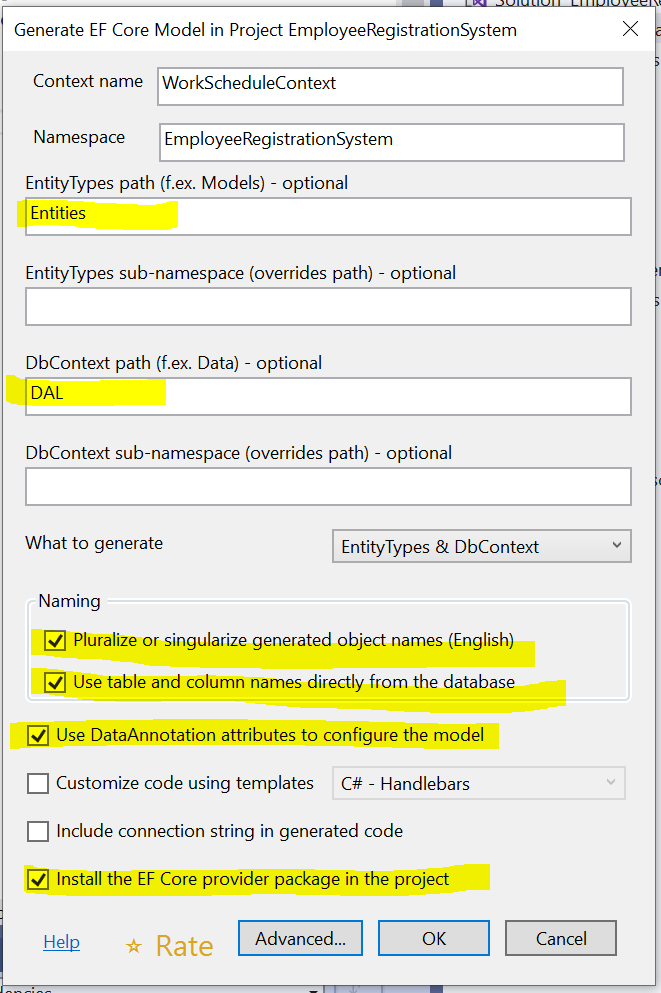 Solution 'EmployeeR
Generate EF Core Model in Project EmployeeRegistrationSystem
Context name WorkScheduleContext
Namespace EmployeeRegistrationSystem
EntityTypes path (f.ex. Models) - optional
Entities
EntityTypes sub-namespace (overrides path) - optional
DbContext path (f.ex. Data) - optional
DAL
DbContext sub-namespace (overrides path) - optional
What to generate EntityTypes & DbContext
Naming
Pluralize or singularize generated object names (English)
Use table and column names directly from the database
Use DataAnnotation attributes to configure the model
Customize code using templates C# - Handlebars
Include connection string in generated code
Install the EF Core provider package in the project
Help ☆ Rate Advanced... OK Cancel